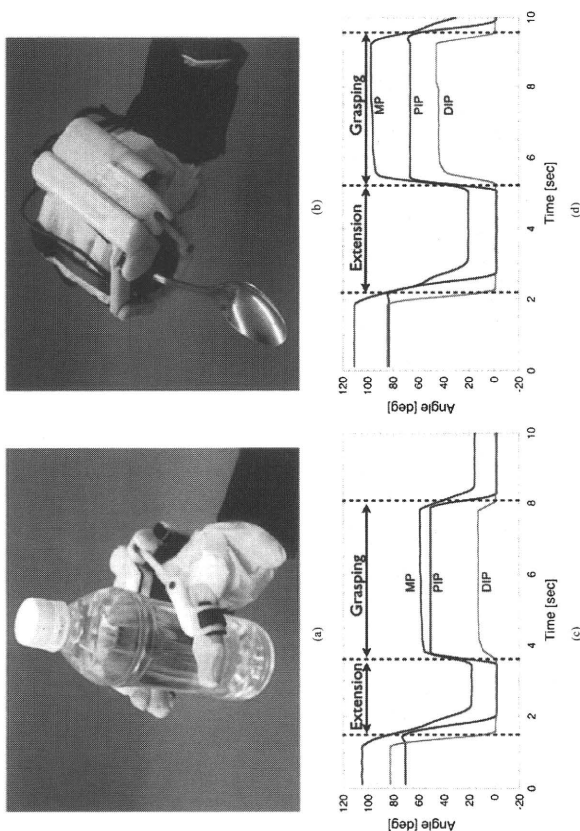 (a)
(b)
Angle [deg]
120
100
80
60
40
20
0
-20
Extension
Grasping
MP
PIP
DIP
0
2
4
6
8
10
Time [sec]
(c)
Angle [deg]
120
100
80
60
40
20
0
-20
Extension
Grasping
MP
PIP
DIP
0
2
4
6
8
10
Time [sec]
(d)